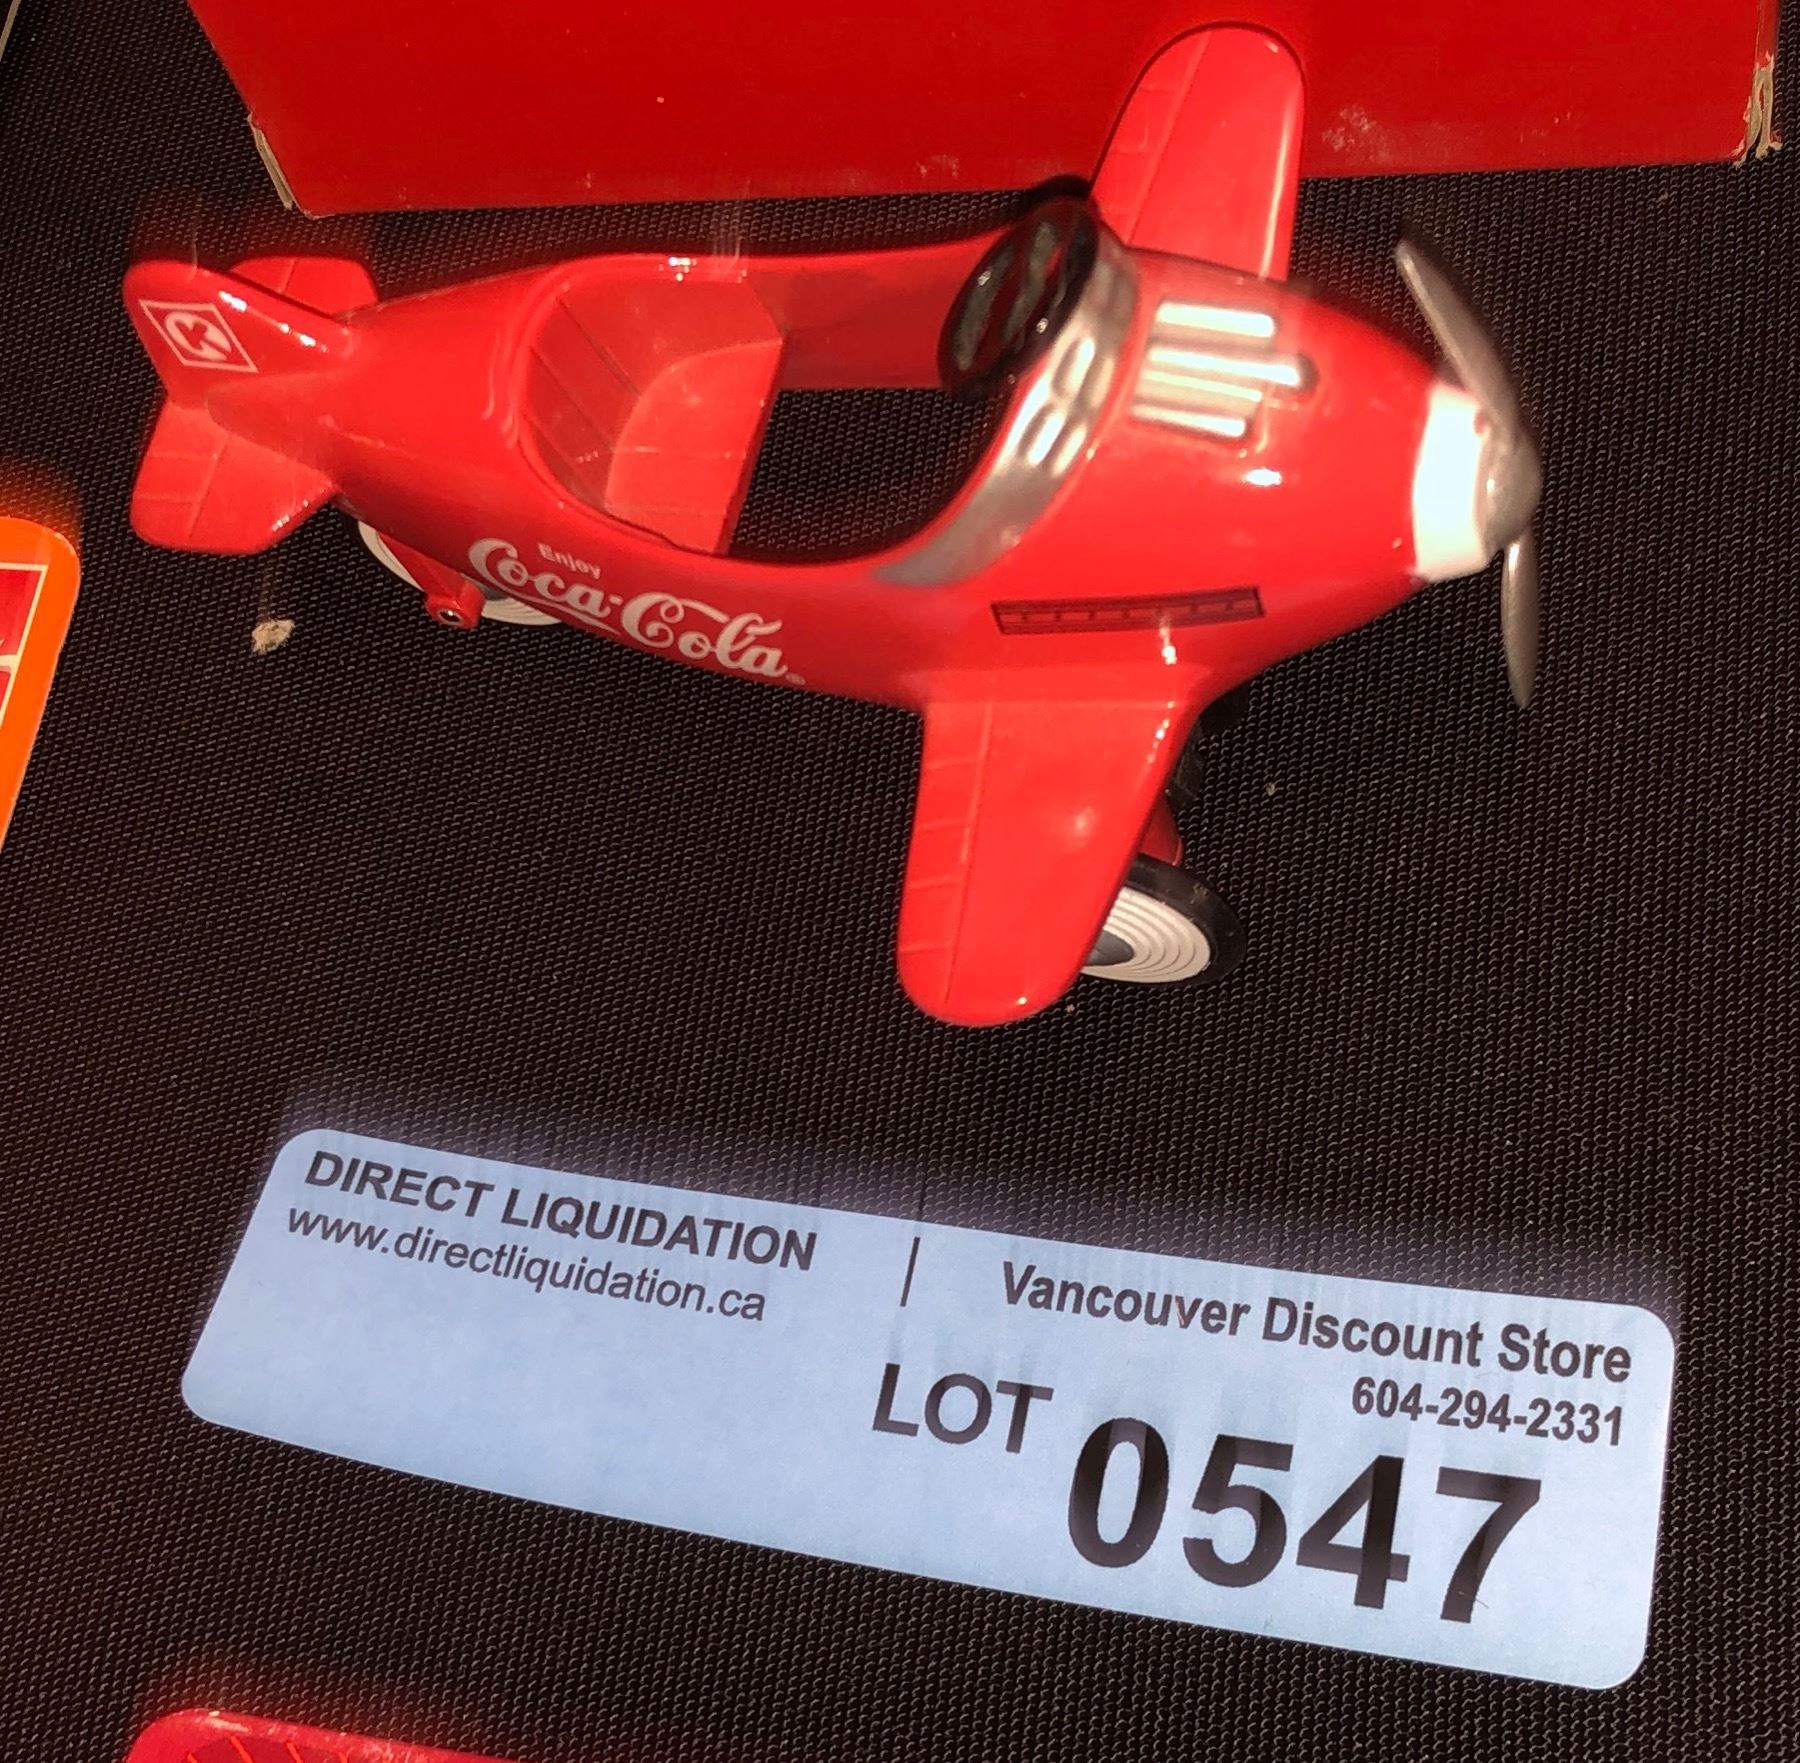 K
Enjoy
Coca-Cola®
DIRECT LIQUIDATION
www.directliquidation.ca
Vancouver Discount Store
604-294-2331
LOT 0547